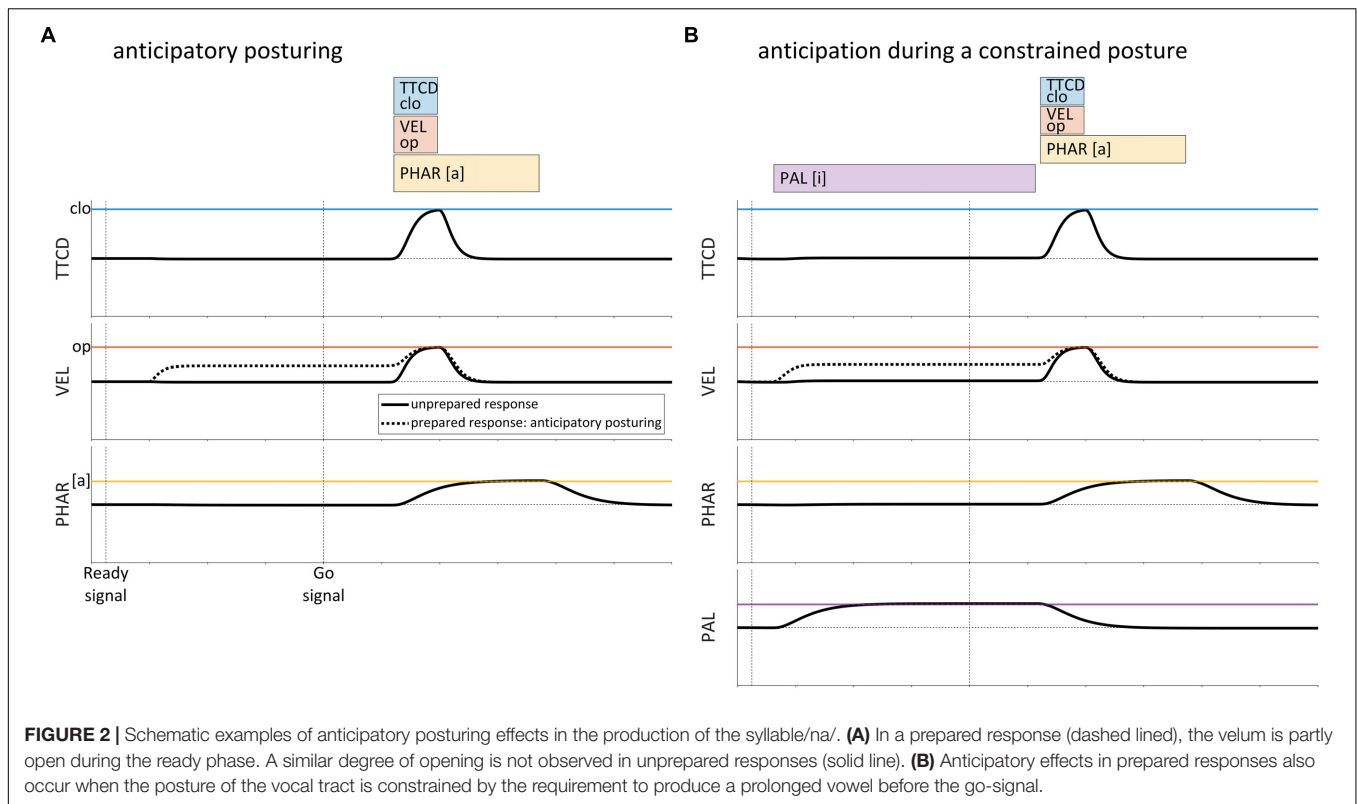 A
anticipatory posturing
TTCD
clo
VEL
op
PHAR [a]
clo
TTCD
op
VEL
unprepared response
prepared response: anticipatory posturing
[a]
PHAR
Ready
signal
Go
signal
B
anticipation during a constrained posture
TTCD
clo
VEL
op
PHAR [a]
PAL [i]
TTCD
VEL
PHAR
PAL
FIGURE 2 | Schematic examples of anticipatory posturing effects in the production of the syllable/na/. (A) In a prepared response (dashed lined), the velum is partly
open during the ready phase. A similar degree of opening is not observed in unprepared responses (solid line). (B) Anticipatory effects in prepared responses also
occur when the posture of the vocal tract is constrained by the requirement to produce a prolonged vowel before the go-signal.